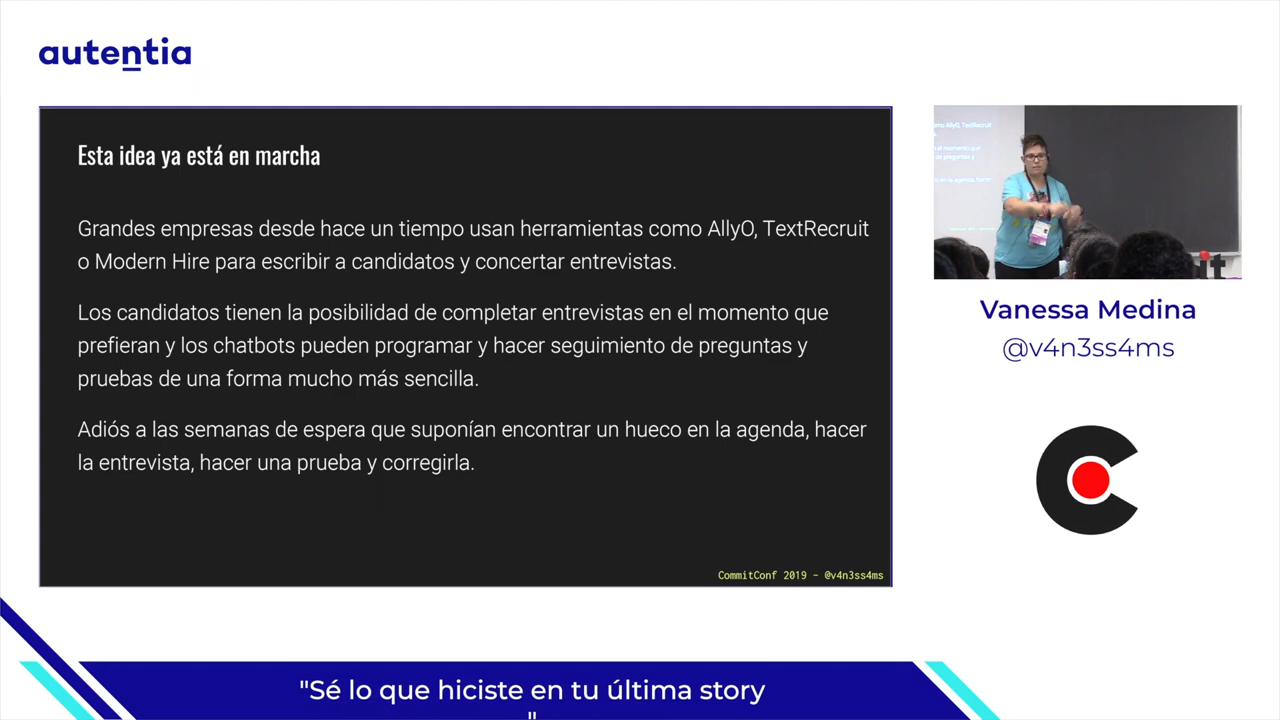 autentia
Esta idea ya está en marcha
Grandes empresas desde hace un tiempo usan herramientas como AllyO, TextRecruit
o Modern Hire para escribir a candidatos y concertar entrevistas.
Los candidatos tienen la posibilidad de completar entrevistas en el momento que
prefieran y los chatbots pueden programar y hacer seguimiento de preguntas y
pruebas de una forma mucho más sencilla.
Adiós a las semanas de espera que suponían encontrar un hueco en la agenda, hacer
la entrevista, hacer una prueba y corregirla.
CommitConf 2019 - @v4n3ss4ms
Vanessa Medina
@v4n3ss4ms
"Sé lo que hiciste en tu última story
"